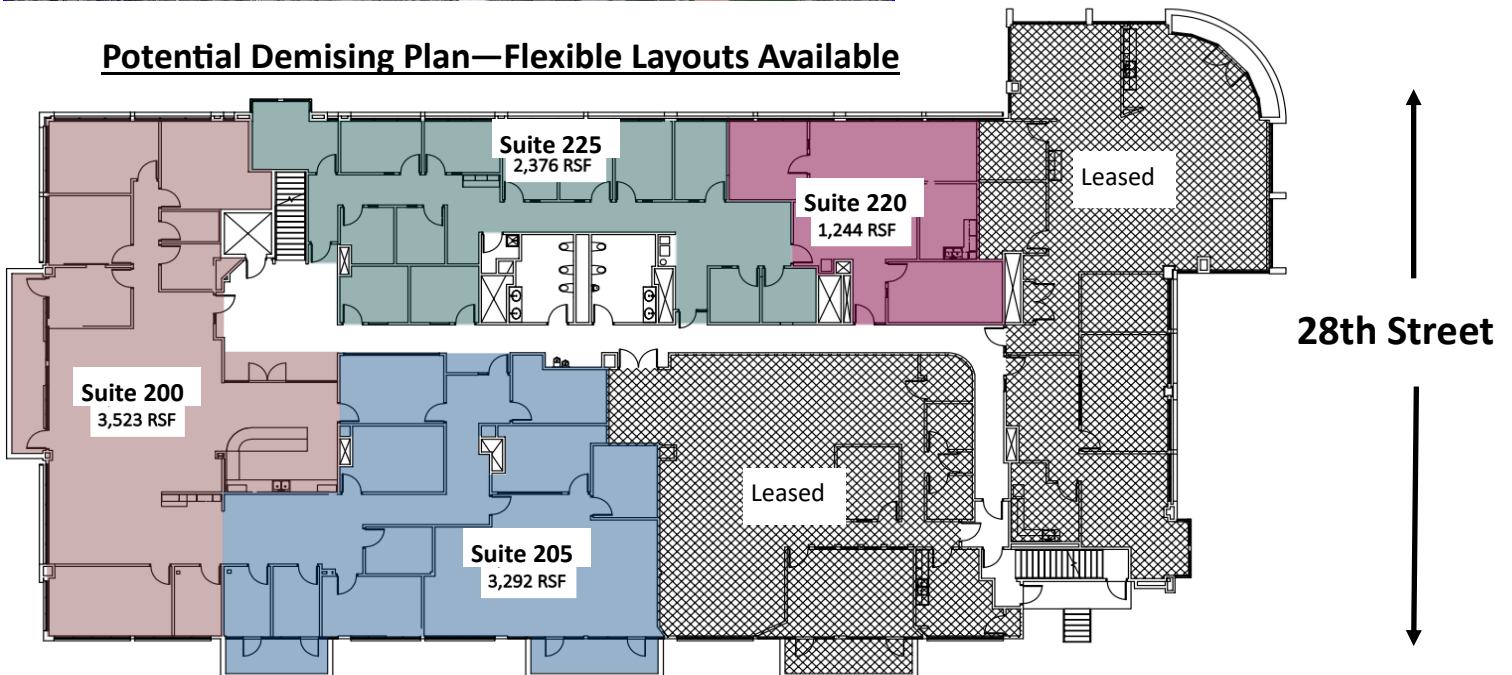 Potential Demising Plan—Flexible Layouts Available
Suite 225
2,376 RSF
Leased
Suite 220
1,244 RSF
28th Street
Suite 200
3,523 RSF
Leased
Suite 205
3,292 RSF